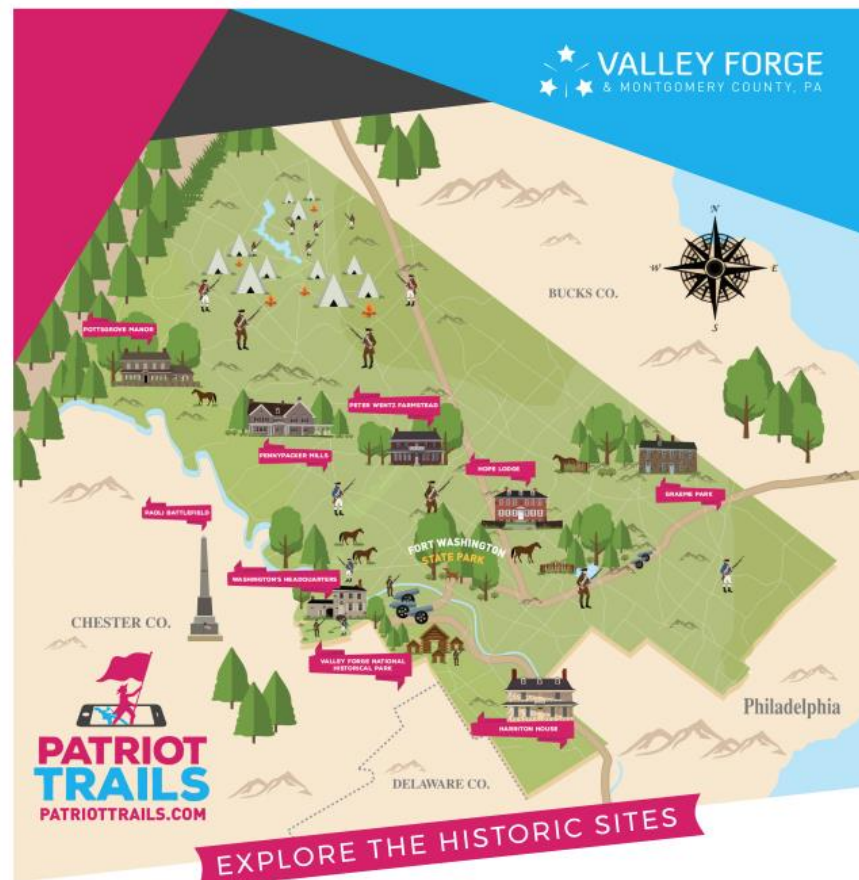 VALLEY FORGE
& MONTGOMERY COUNTY, PA
N
W
E
S
BUCKS CO.
POTTSGROVE MANOR
PETER WENTZ FARMSTEAD
PENNYPACKER MILLS
HOPE LODGE
GRAEME PARK
PAOLI BATTLEFIELD
FORT WASHINGTON
STATE PARK
WASHINGTON'S HEADQUARTERS
CHESTER CO.
VALLEY FORGE NATIONAL
HISTORICAL PARK
Philadelphia
HARRITON HOUSE
PATRIOT
TRAILS
PATRIOTTRAILS.COM
DELAWARE CO.
EXPLORE THE HISTORIC SITES